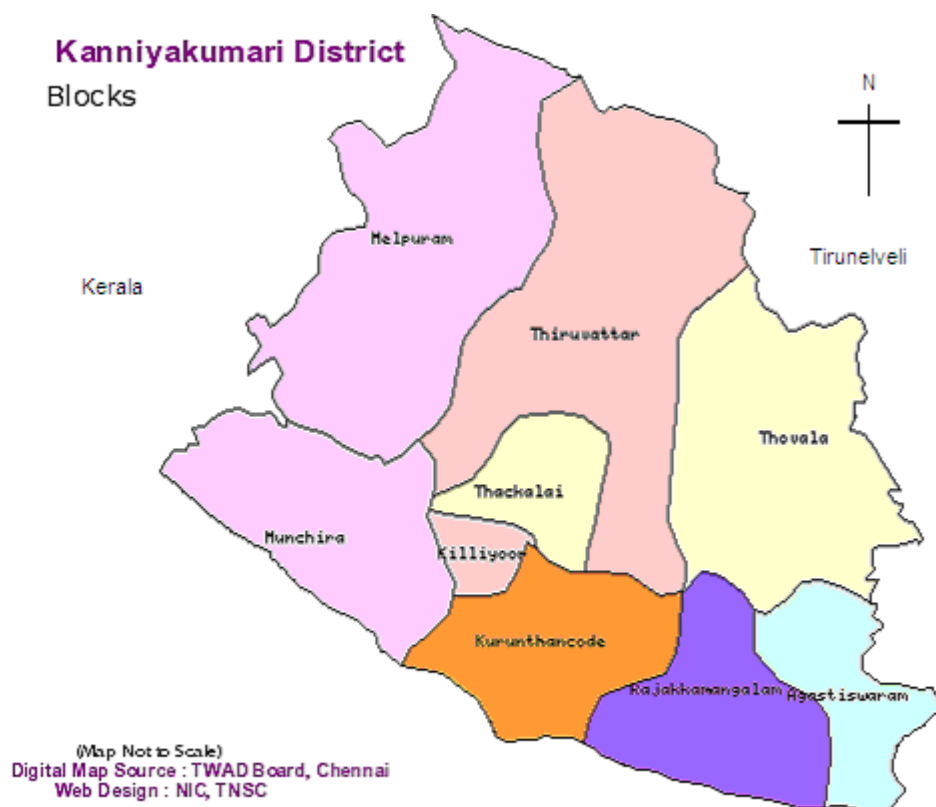 Kanniyakumari District
Blocks
N
Melpuram
Tirunelveli
Kerala
Thiruvattar
Thovala
Thackalai
Munchira
Killiyoor
Kurunthancode
Rajakkamangalam
Agastiswaram
(Map Not to Scale)
Digital Map Source : TWAD Board, Chennai
Web Design : NIC, TNSC